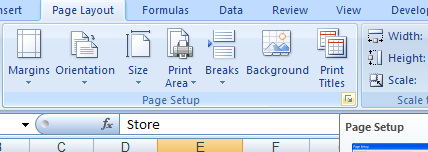 nsert Page Layout Formulas Data Review View Develo
Margins Orientation Size Print Area Breaks Background Print Titles
Width:
Height:
Scale:
Page Setup Scale t
fx Store Page Setup
B C D E F